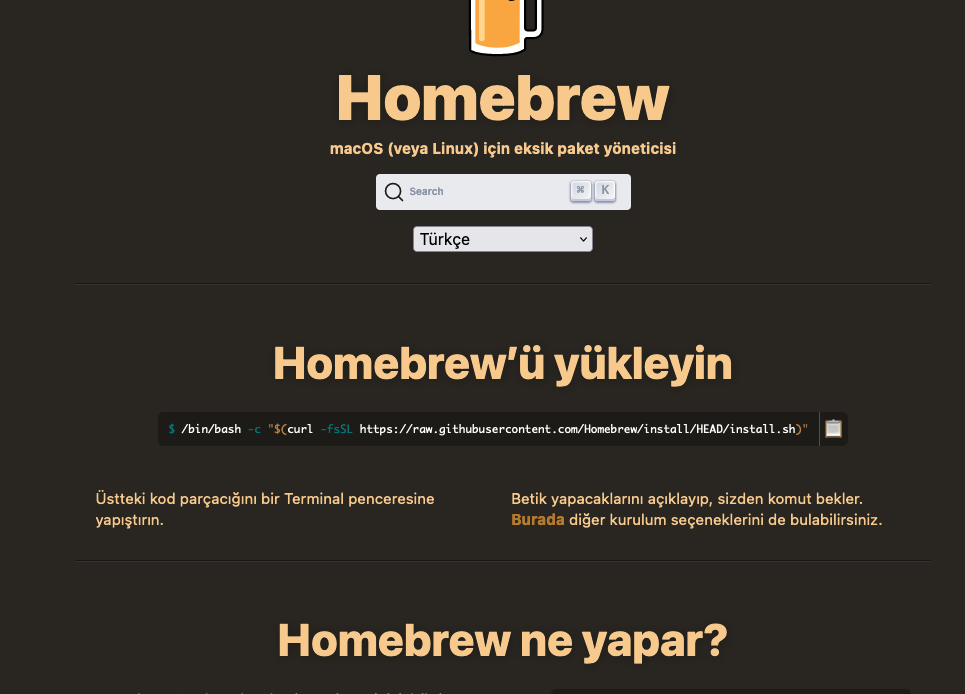 Homebrew
macOS (veya Linux) için eksik paket yöneticisi
Search ⌘ K
Türkçe
Homebrew’ü yükleyin
$ /bin/bash -c "$(curl -fsSL https://raw.githubusercontent.com/Homebrew/install/HEAD/install.sh)"
Üstteki kod parçacığını bir Terminal penceresine
yapıştırın.
Betik yapacaklarını açıklayıp, sizden komut bekler.
Burada diğer kurulum seçeneklerini de bulabilirsiniz.
Homebrew ne yapar?